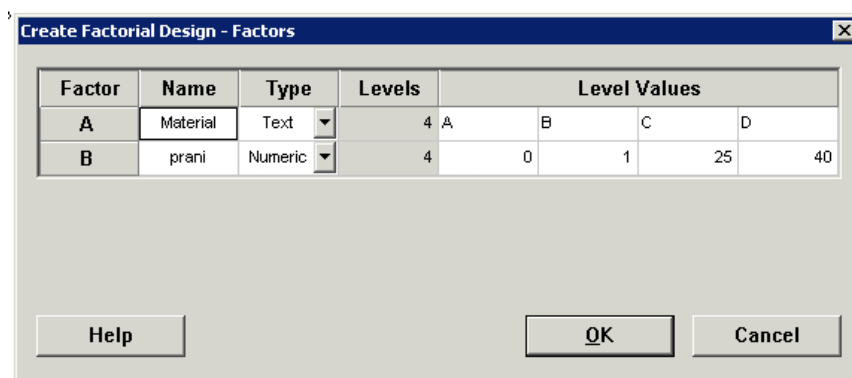 Create Factorial Design - Factors
Factor Name Type Levels Level Values
A Material Text 4 A B C D
B prani Numeric 4 0 1 25 40
Help OK Cancel